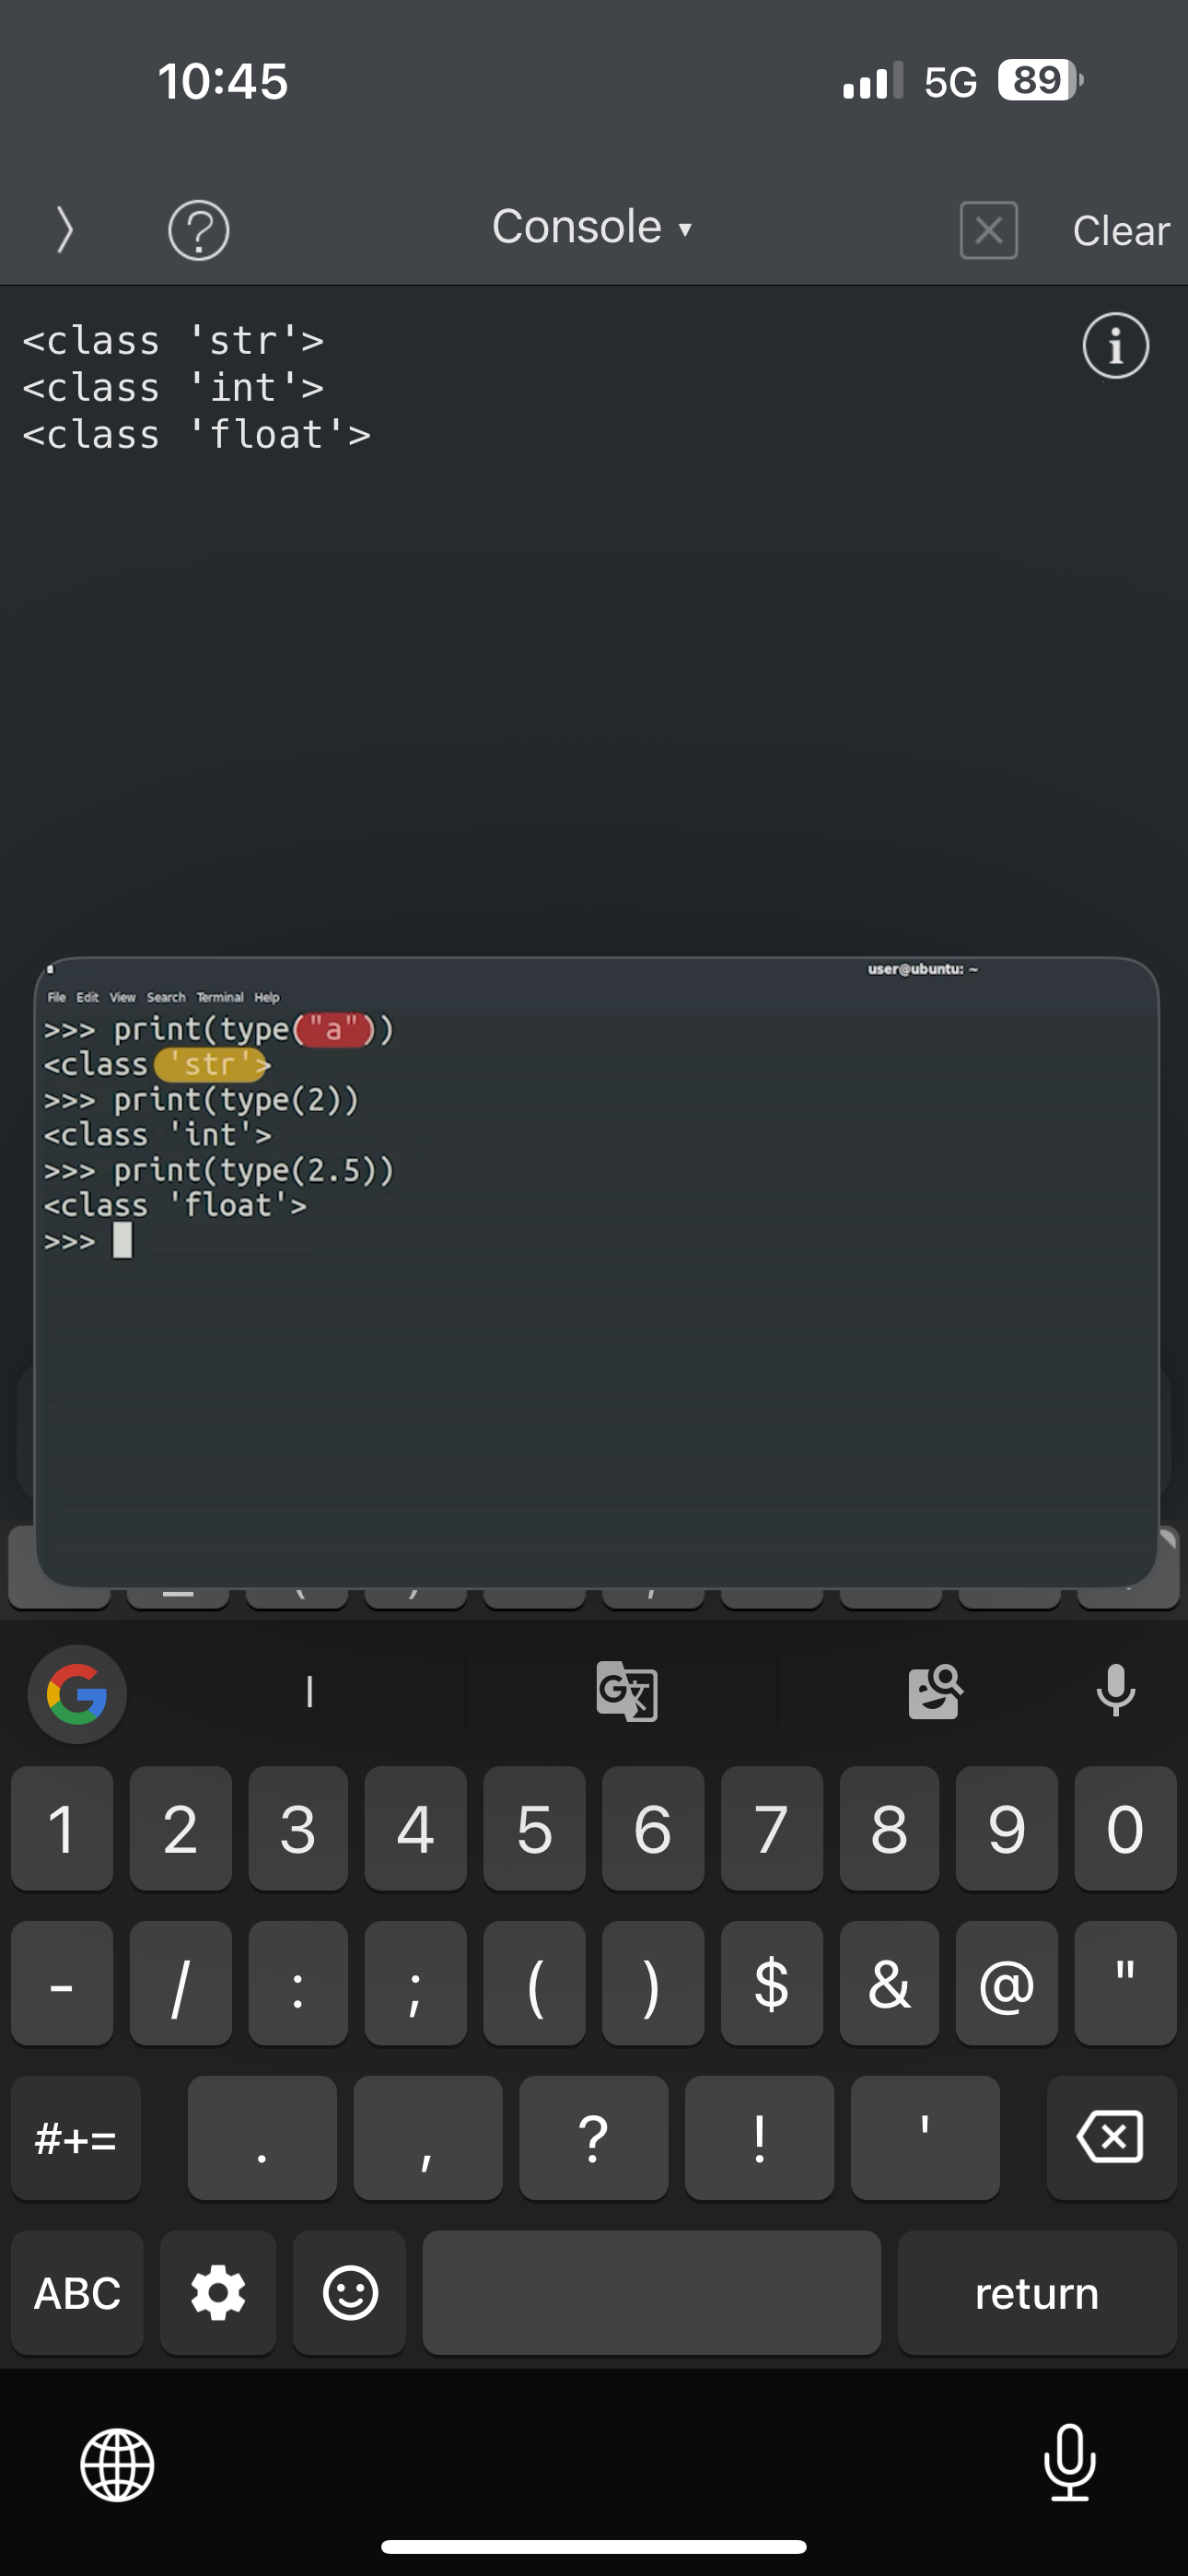 10:45
5G 89
Console ▾
Clear
<class 'str'>
<class 'int'>
<class 'float'>
user@ubuntu: ~
File Edit View Search Terminal Help
>>> print(type("a"))
<class 'str'>
>>> print(type(2))
<class 'int'>
>>> print(type(2.5))
<class 'float'>
>>>
I
1 2 3 4 5 6 7 8 9 0
- / : ; ( ) $ & @ "
#+= . , ? ! '
ABC return